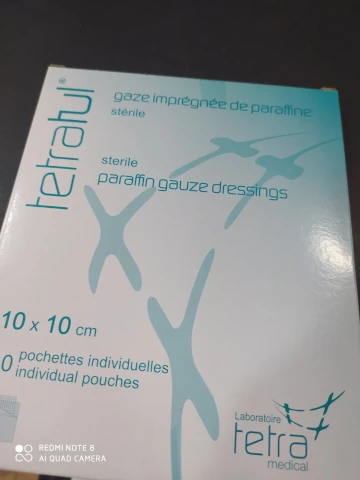 tetratul®
gaze imprégnée de paraffine
stérile
sterile
paraffin gauze dressings
10 x 10 cm
0 pochettes individuelles
individual pouches
Laboratoire
tetra
medical
REDMI NOTE 8
AI QUAD CAMERA